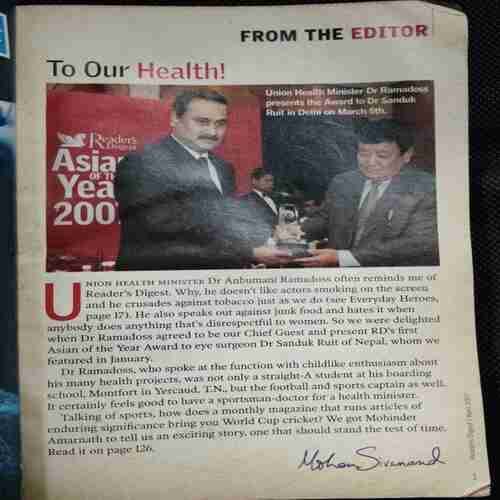 FROM THE EDITOR
To Our Health!
Union Health Minister Dr Ramadoss
presents the Award to Dr Sanduk
Ruit in Delhi on March 5th.
Reader's
Digest
Asian
OF TH
Yea
200
UNION HEALTH MINISTER Dr Anbumani Ramadoss often reminds me of
Reader's Digest. Why, he doesn't like actors smoking on the screen
and he crusades against tobacco just as we do (see Everyday Heroes,
page 17). He also speaks out against junk food and hates it when
anybody does anything that's disrespectful to women. So we were delighted
when Dr Ramadoss agreed to be our Chief Guest and present RD's first
Asian of the Year Award to eye surgeon Dr Sanduk Ruit of Nepal, whom we
featured in January.
Dr Ramadoss, who spoke at the function with childlike enthusiasm about
his many health projects, was not only a straight-A student at his boarding
school, Montfort in Yercaud, T.N., but the football and sports captain as well.
It certainly feels good to have a sportsman-doctor for a health minister.
Talking of sports, how does a monthly magazine that runs articles of
enduring significance bring you World Cup cricket? We got Mohinder
Amarnath to tell us an exciting story, one that should stand the test of time.
Read it on page 126.
Mohan Sivanand